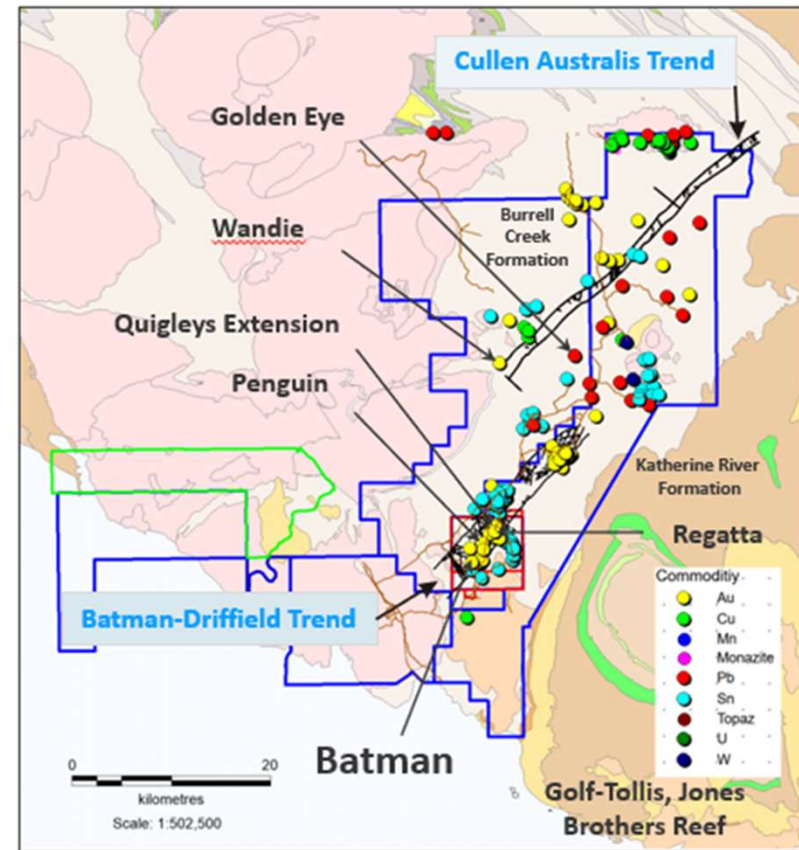 Cullen Australis Trend
Golden Eye
Wandie
Burrell
Creek
Formation
Quigleys Extension
Penguin
Katherine River
Formation
Regatta
Batman-Driffield Trend
Batman
Commoditiy
Au
Cu
Mn
Monazite
Pb
Sn
Topaz
U
W
0 20
kilometres
Scale: 1:502,500
Golf-Tollis, Jones
Brothers Reef